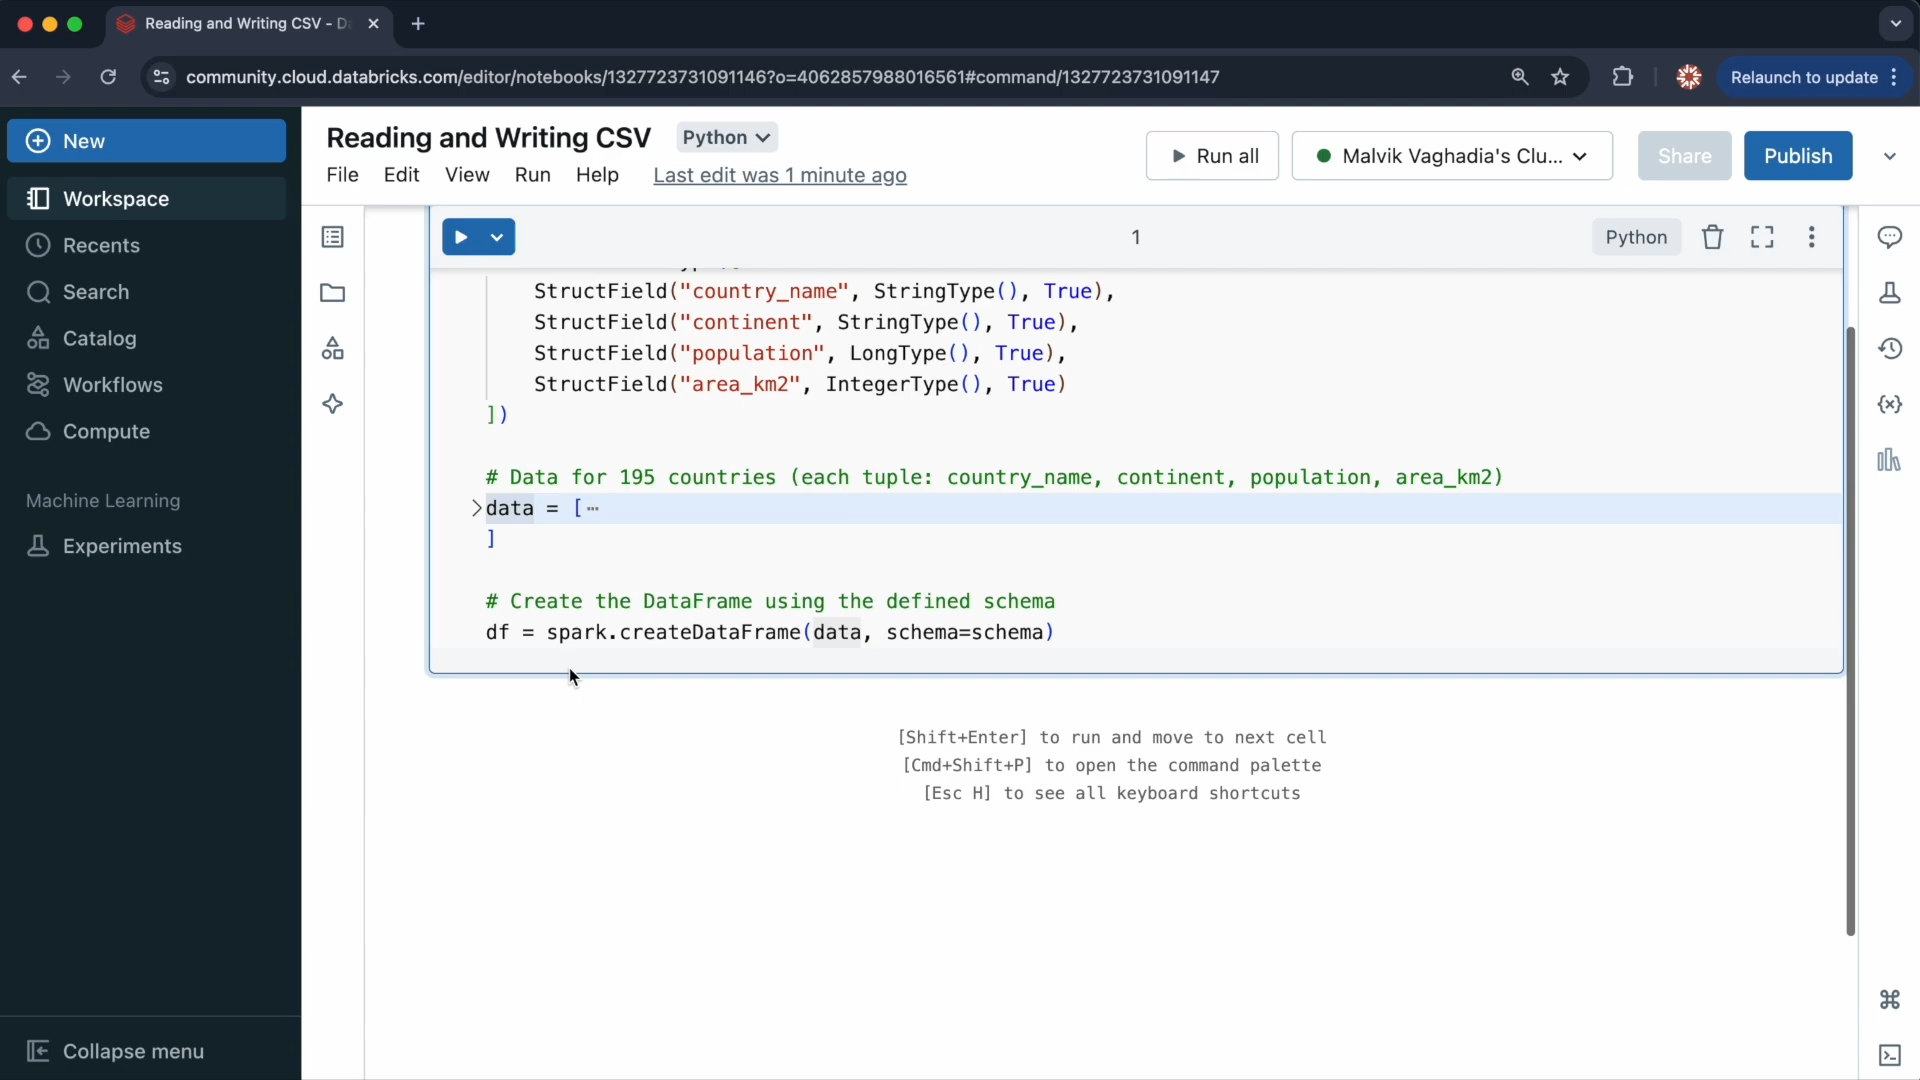 Reading and Writing CSV - Da
community.cloud.databricks.com/editor/notebooks/1327723731091146?o=4062857988016561#command/1327723731091147
Relaunch to update
New
Workspace
Recents
Search
Catalog
Workflows
Compute
Machine Learning
Experiments
Collapse menu
Reading and Writing CSV
Python
File Edit View Run Help Last edit was 1 minute ago
Run all
Malvik Vaghadia's Clu...
Share
Publish
1
Python
StructField("country_name", StringType(), True),
StructField("continent", StringType(), True),
StructField("population", LongType(), True),
StructField("area_km2", IntegerType(), True)
])
# Data for 195 countries (each tuple: country_name, continent, population, area_km2)
data = [⋯
]
# Create the DataFrame using the defined schema
df = spark.createDataFrame(data, schema=schema)
[Shift+Enter] to run and move to next cell
[Cmd+Shift+P] to open the command palette
[Esc H] to see all keyboard shortcuts